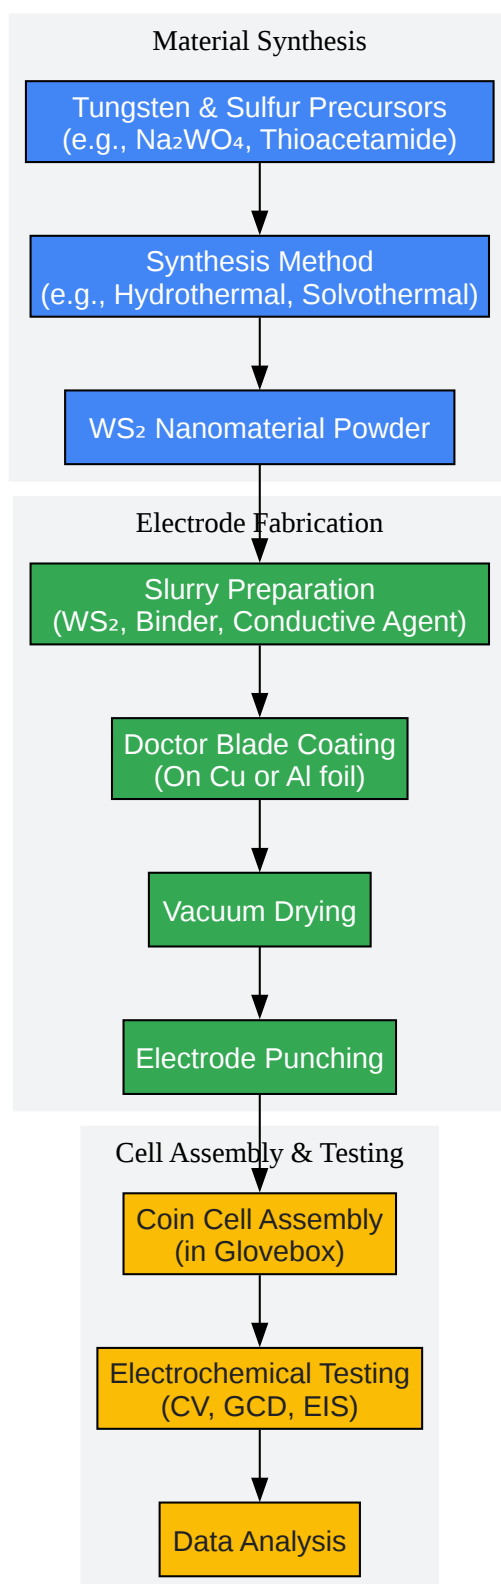 Material Synthesis
Tungsten & Sulfur Precursors
(e.g., Na₂WO₄, Thioacetamide)
Synthesis Method
(e.g., Hydrothermal, Solvothermal)
WS₂ Nanomaterial Powder
Electrode Fabrication
Slurry Preparation
(WS₂, Binder, Conductive Agent)
Doctor Blade Coating
(On Cu or Al foil)
Vacuum Drying
Electrode Punching
Cell Assembly & Testing
Coin Cell Assembly
(in Glovebox)
Electrochemical Testing
(CV, GCD, EIS)
Data Analysis